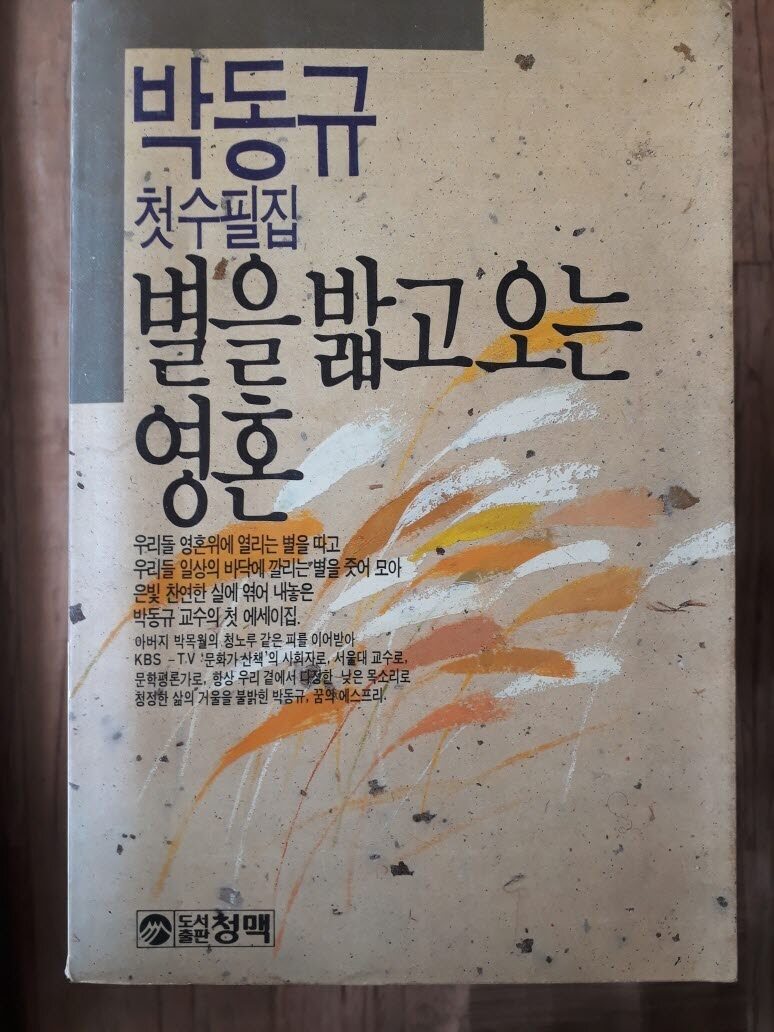 박동규
첫수필집
별을 밟고 오는
영혼
우리들 영혼위에 열리는 별을 따고
우리들 일상의 바닥에 깔리는 별을 줏어 모아
은빛 찬연한 실에 엮어 내놓은
박동규 교수의 첫 에세이집.
아버지 박목월의 청노루 같은 피를 이어받아
KBS -T.V '문화가산책'의 사회자로, 서울대 교수로,
문학평론가로, 항상 우리 곁에서 다장한 낮은 목소리로
청정한 삶의 거울을 불밝힌 박동규, 꿈의 에스프리.
도서
출판 청맥